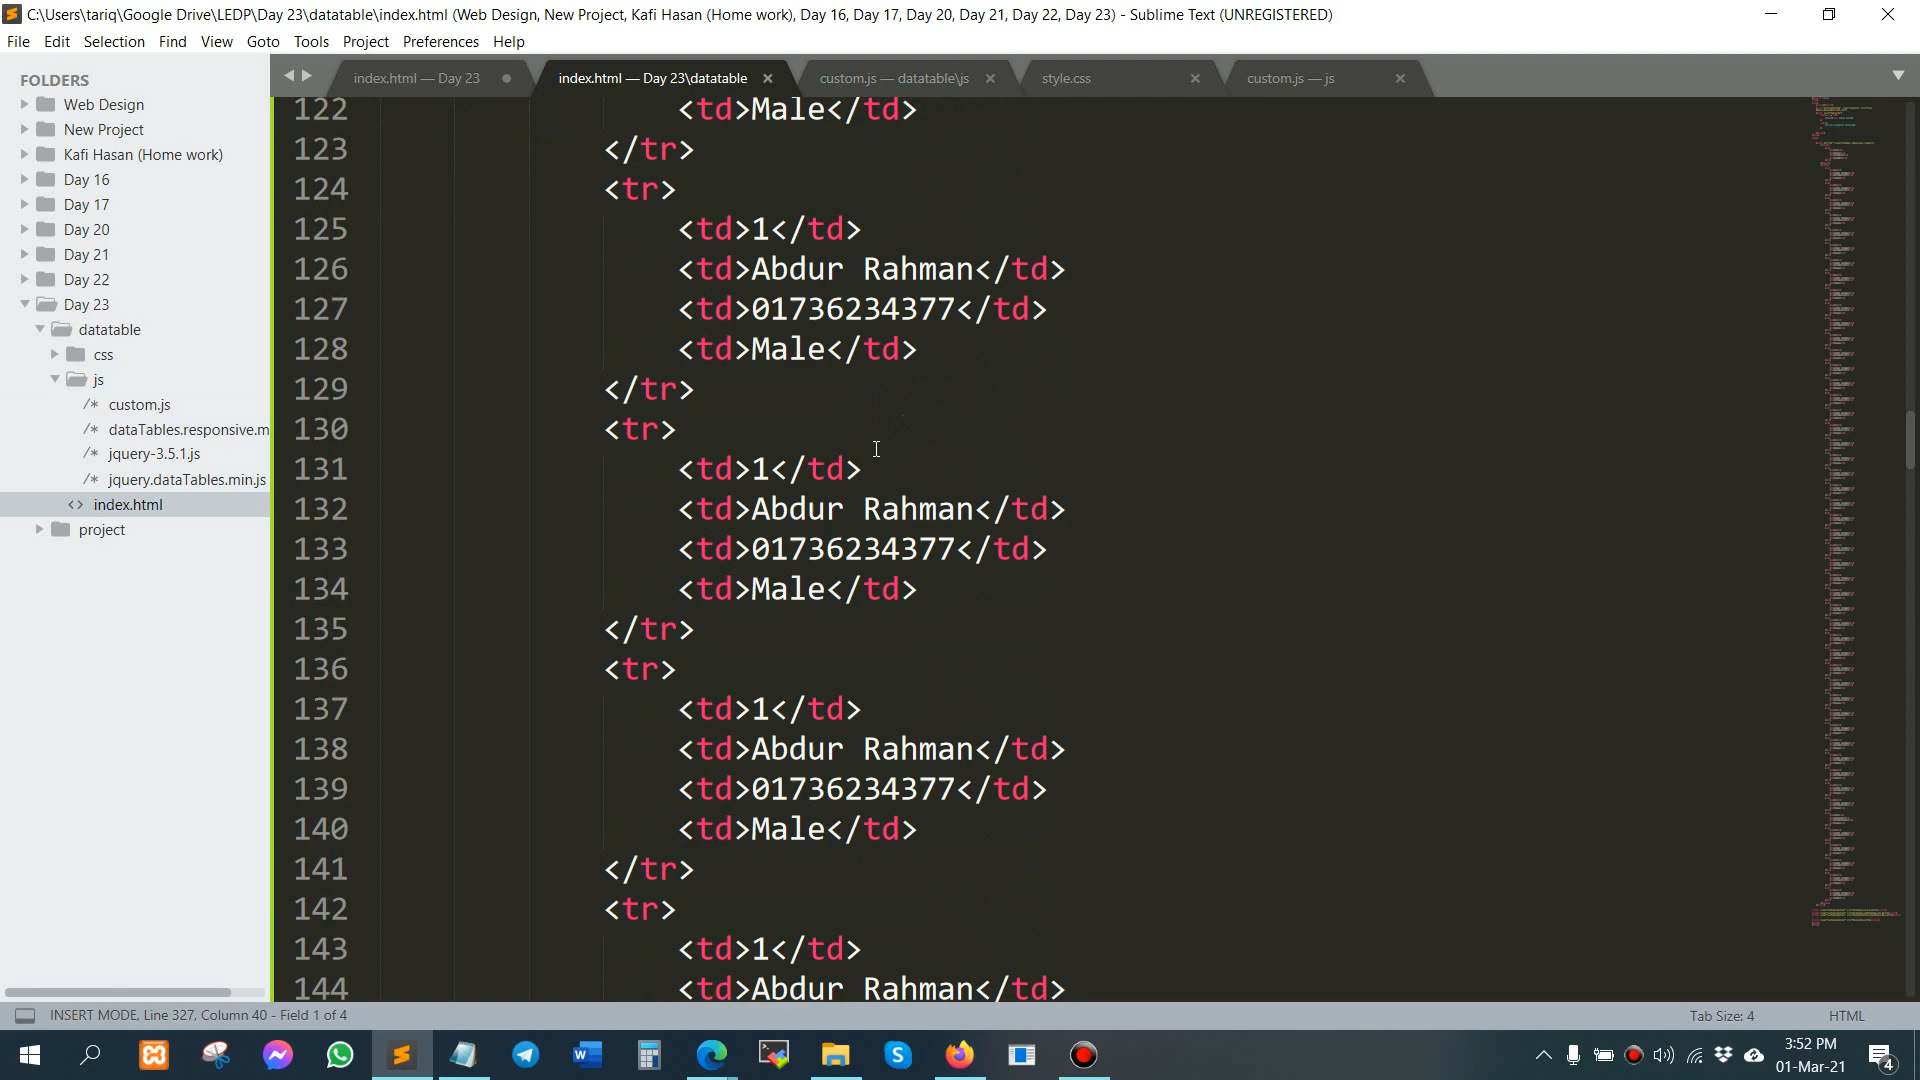 C:\Users\tariq\Google Drive\LEDP\Day 23\datatable\index.html (Web Design, New Project, Kafi Hasan (Home work), Day 16, Day 17, Day 20, Day 21, Day 22, Day 23) - Sublime Text (UNREGISTERED)
File Edit Selection Find View Goto Tools Project Preferences Help
index.html — Day 23
index.html — Day 23\datatable
custom.js — datatable\js
style.css
custom.js — js
FOLDERS
Web Design
New Project
Kafi Hasan (Home work)
Day 16
Day 17
Day 20
Day 21
Day 22
Day 23
datatable
css
js
/* custom.js
/* dataTables.responsive.m
/* jquery-3.5.1.js
/* jquery.dataTables.min.js
<> index.html
project
122 <td>Male</td>
123 </tr>
124 <tr>
125 <td>1</td>
126 <td>Abdur Rahman</td>
127 <td>01736234377</td>
128 <td>Male</td>
129 </tr>
130 <tr>
131 <td>1</td>
132 <td>Abdur Rahman</td>
133 <td>01736234377</td>
134 <td>Male</td>
135 </tr>
136 <tr>
137 <td>1</td>
138 <td>Abdur Rahman</td>
139 <td>01736234377</td>
140 <td>Male</td>
141 </tr>
142 <tr>
143 <td>1</td>
144 <td>Abdur Rahman</td>
INSERT MODE, Line 327, Column 40 - Field 1 of 4
Tab Size: 4
HTML
3:52 PM
01-Mar-21
4